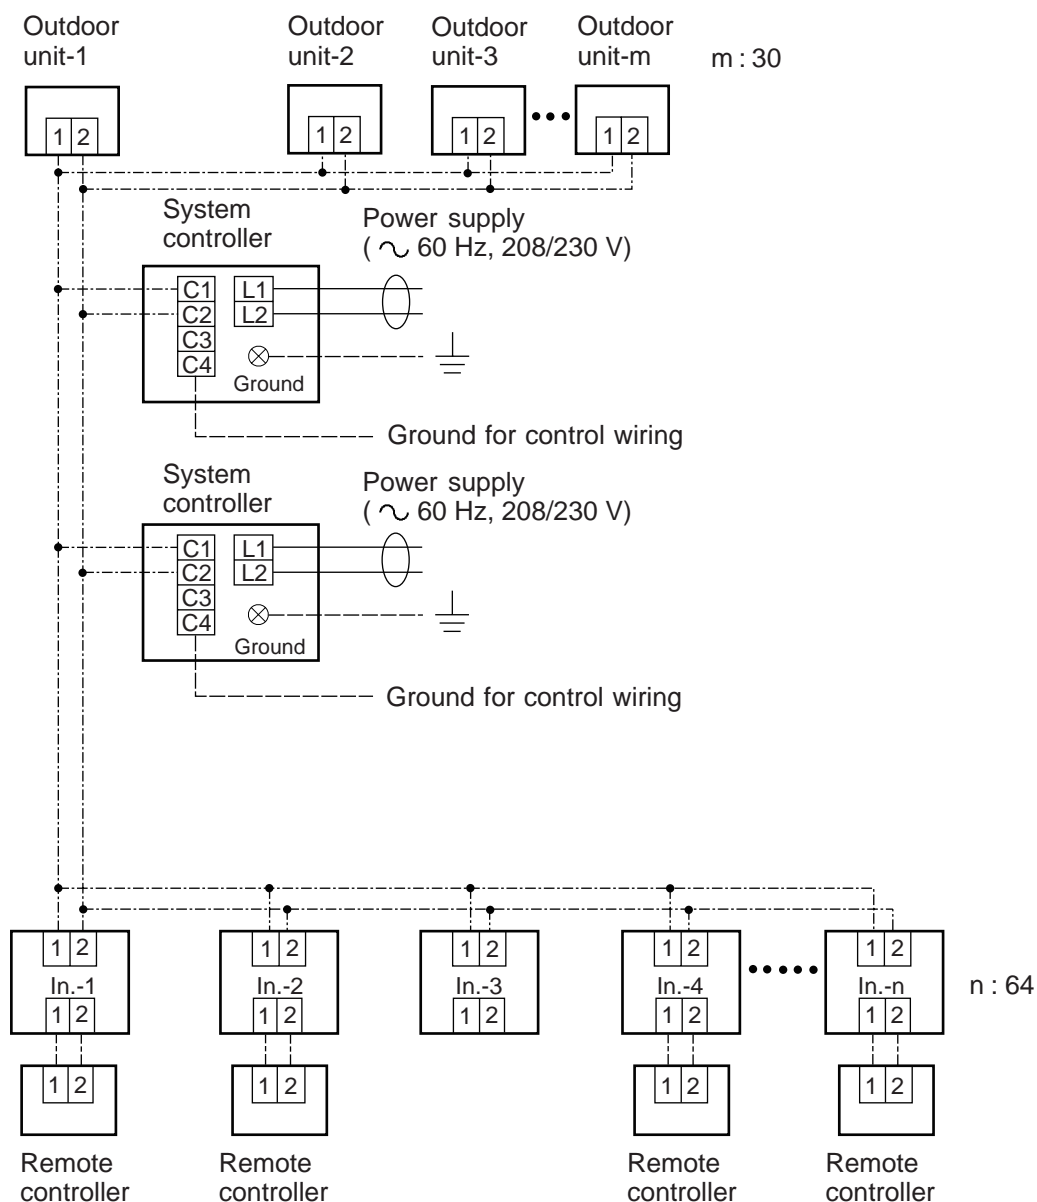 Outdoor unit-1
Outdoor unit-2
Outdoor unit-3
Outdoor unit-m
m : 30
1 2
1 2
1 2
1 2
System controller
Power supply
( ~ 60 Hz, 208/230 V)
C1
C2
C3
C4
L1
L2
Ground
Ground for control wiring
System controller
Power supply
( ~ 60 Hz, 208/230 V)
C1
C2
C3
C4
L1
L2
Ground
Ground for control wiring
1 2
1 2
1 2
1 2
1 2
In.-1
In.-2
In.-3
In.-4
In.-n
n : 64
1 2
1 2
1 2
1 2
1 2
1 2
1 2
1 2
1 2
Remote controller
Remote controller
Remote controller
Remote controller